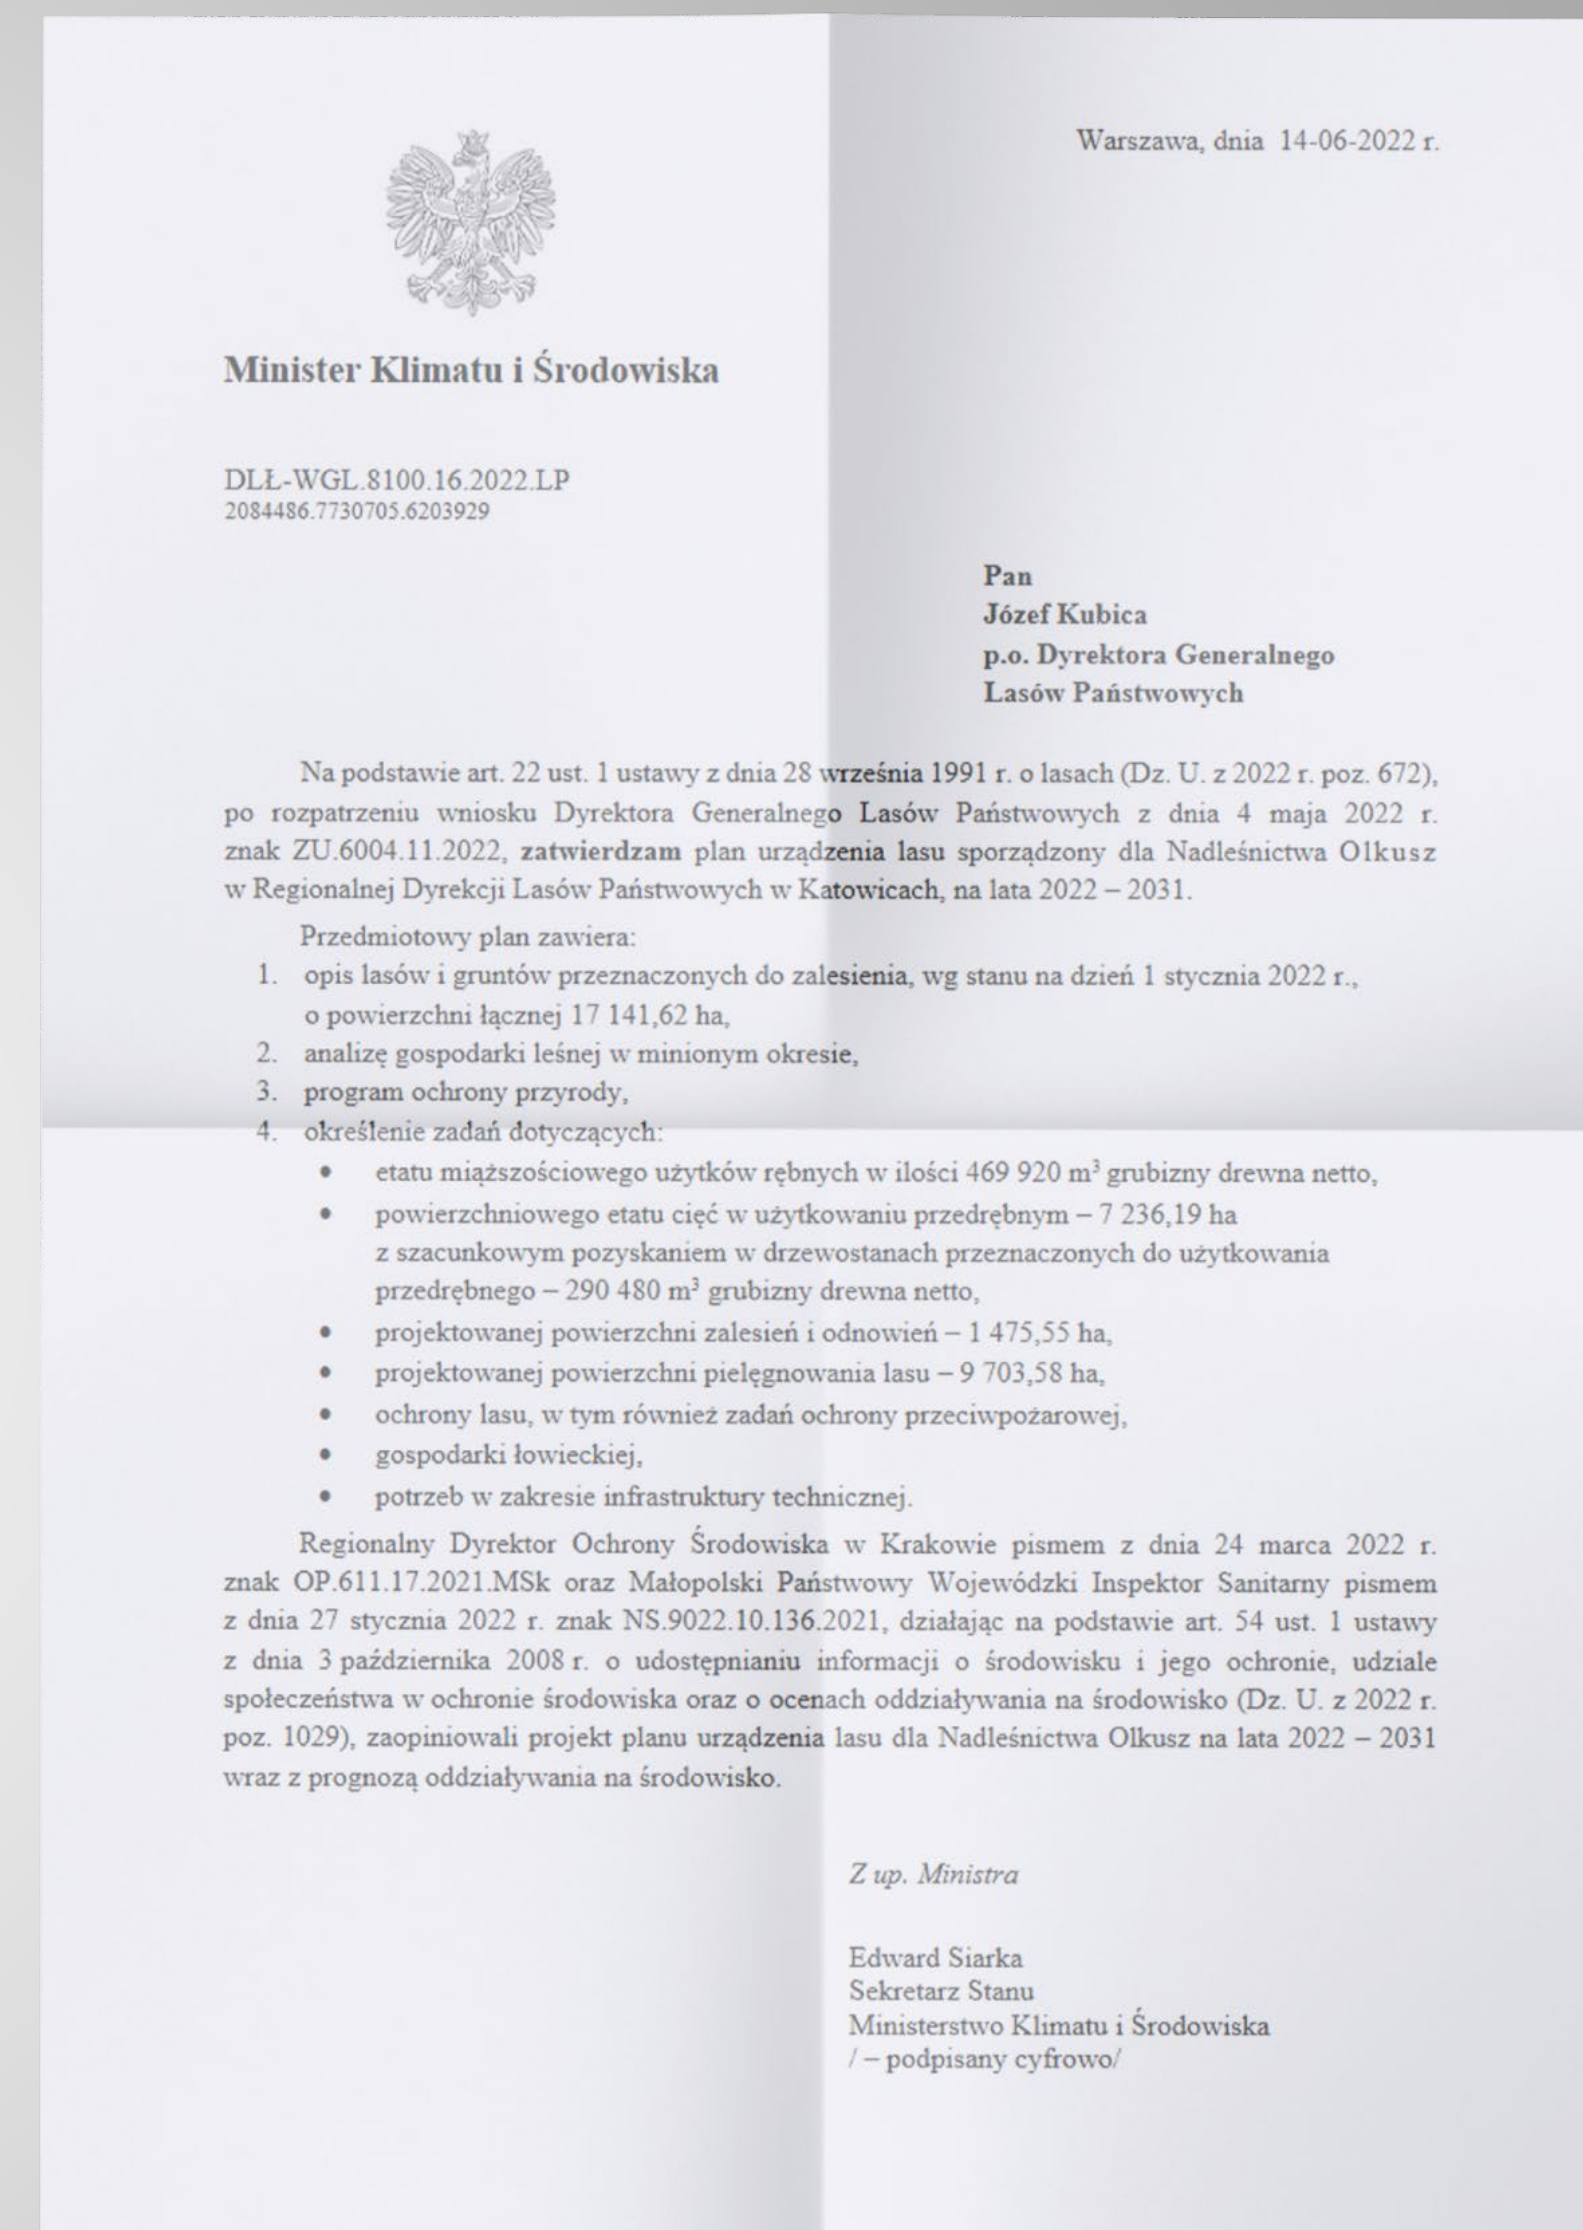 Warszawa, dnia 14-06-2022 r.
Minister Klimatu i Środowiska
DLŁ-WGL.8100.16.2022.LP
2084486.7730705.6203929
Pan
Józef Kubica
p.o. Dyrektora Generalnego
Lasów Państwowych
Na podstawie art. 22 ust. 1 ustawy z dnia 28 września 1991 r. o lasach (Dz. U. z 2022 r. poz. 672),
po rozpatrzeniu wniosku Dyrektora Generalnego Lasów Państwowych z dnia 4 maja 2022 r.
znak ZU.6004.11.2022, zatwierdzam plan urządzenia lasu sporządzony dla Nadleśnictwa Olkusz
w Regionalnej Dyrekcji Lasów Państwowych w Katowicach, na lata 2022 – 2031.
Przedmiotowy plan zawiera:
1. opis lasów i gruntów przeznaczonych do zalesienia, wg stanu na dzień 1 stycznia 2022 r.,
o powierzchni łącznej 17 141,62 ha,
2. analizę gospodarki leśnej w minionym okresie,
3. program ochrony przyrody,
4. określenie zadań dotyczących:
• etatu miąższościowego użytków rębnych w ilości 469 920 m³ grubizny drewna netto,
• powierzchniowego etatu cięć w użytkowaniu przedrębnym – 7 236,19 ha
z szacunkowym pozyskaniem w drzewostanach przeznaczonych do użytkowania
przedrębnego – 290 480 m³ grubizny drewna netto,
• projektowanej powierzchni zalesień i odnowień – 1 475,55 ha,
• projektowanej powierzchni pielęgnowania lasu – 9 703,58 ha,
• ochrony lasu, w tym również zadań ochrony przeciwpożarowej,
• gospodarki łowieckiej,
• potrzeb w zakresie infrastruktury technicznej.
Regionalny Dyrektor Ochrony Środowiska w Krakowie pismem z dnia 24 marca 2022 r.
znak OP.611.17.2021.MSk oraz Małopolski Państwowy Wojewódzki Inspektor Sanitarny pismem
z dnia 27 stycznia 2022 r. znak NS.9022.10.136.2021, działając na podstawie art. 54 ust. 1 ustawy
z dnia 3 października 2008 r. o udostępnianiu informacji o środowisku i jego ochronie, udziale
społeczeństwa w ochronie środowiska oraz o ocenach oddziaływania na środowisko (Dz. U. z 2022 r.
poz. 1029), zaopiniowali projekt planu urządzenia lasu dla Nadleśnictwa Olkusz na lata 2022 – 2031
wraz z prognozą oddziaływania na środowisko.
Z up. Ministra
Edward Siarka
Sekretarz Stanu
Ministerstwo Klimatu i Środowiska
/ – podpisany cyfrowo/